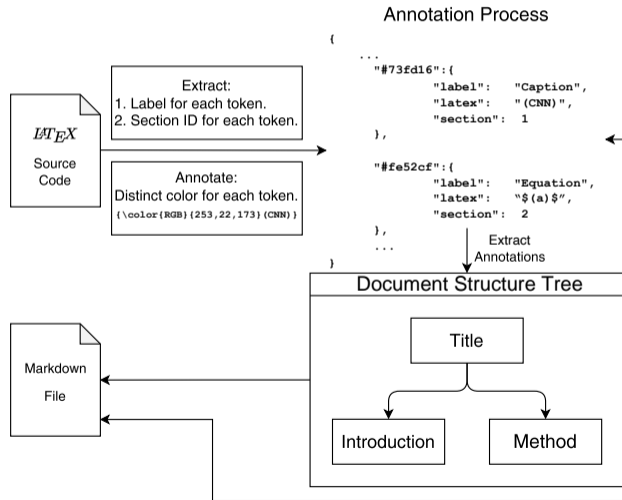 Annotation Process
{
...
"#73fd16":{
"label": "Caption",
"latex": "(CNN)",
"section": 1
},
"#fe52cf":{
"label": "Equation",
"latex": “$(a)$”,
"section": 2
},
...
}
LATEX
Source
Code
Extract:
1. Label for each token.
2. Section ID for each token.
Annotate:
Distinct color for each token.
{\color{RGB}{253,22,173}(CNN)}
Extract
Annotations
Document Structure Tree
Title
Introduction
Method
Markdown
File